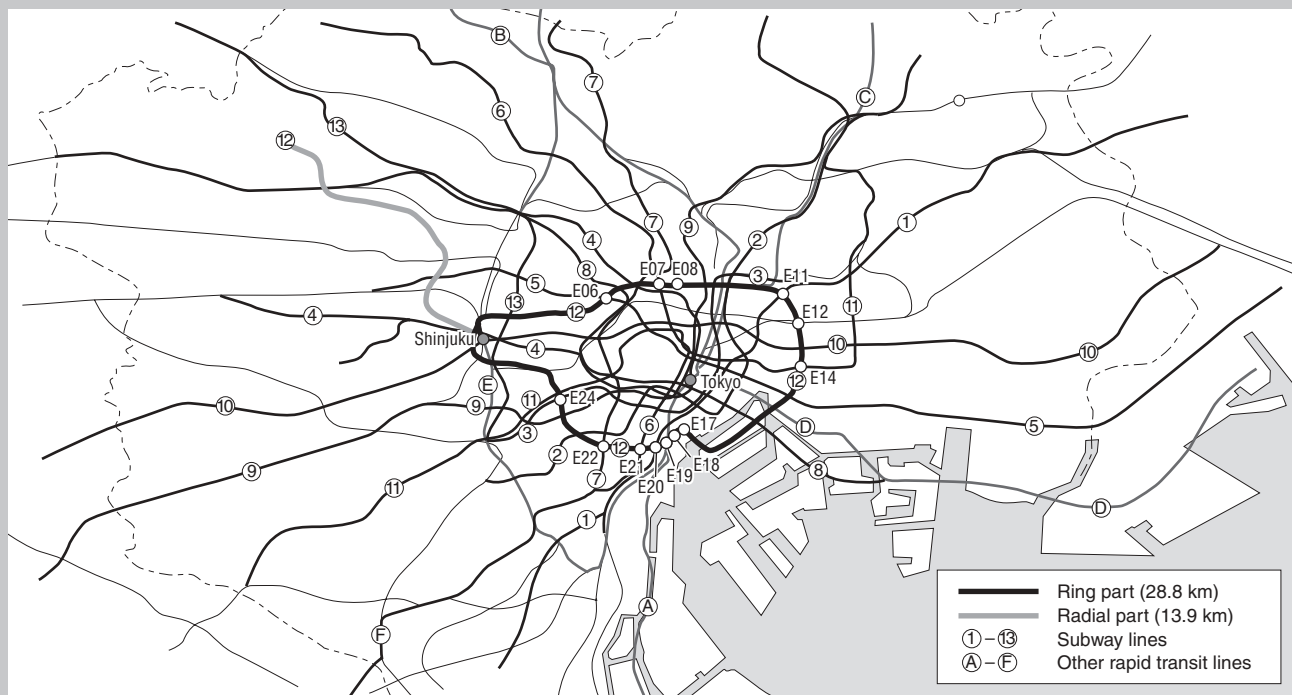 B
7
6
C
13
12
1
7
9
4
2
8
3
E07
E08
E11
5
E06
13
12
E12
11
4
Shinjuku
4
10
10
E14
Tokyo
12
E
E24
11
9
10
3
6
E17
D
5
2
12
E18
E22
E21
E19
E20
7
8
9
11
1
D
A
F
Ring part (28.8 km)
Radial part (13.9 km)
1–13 Subway lines
A–F Other rapid transit lines